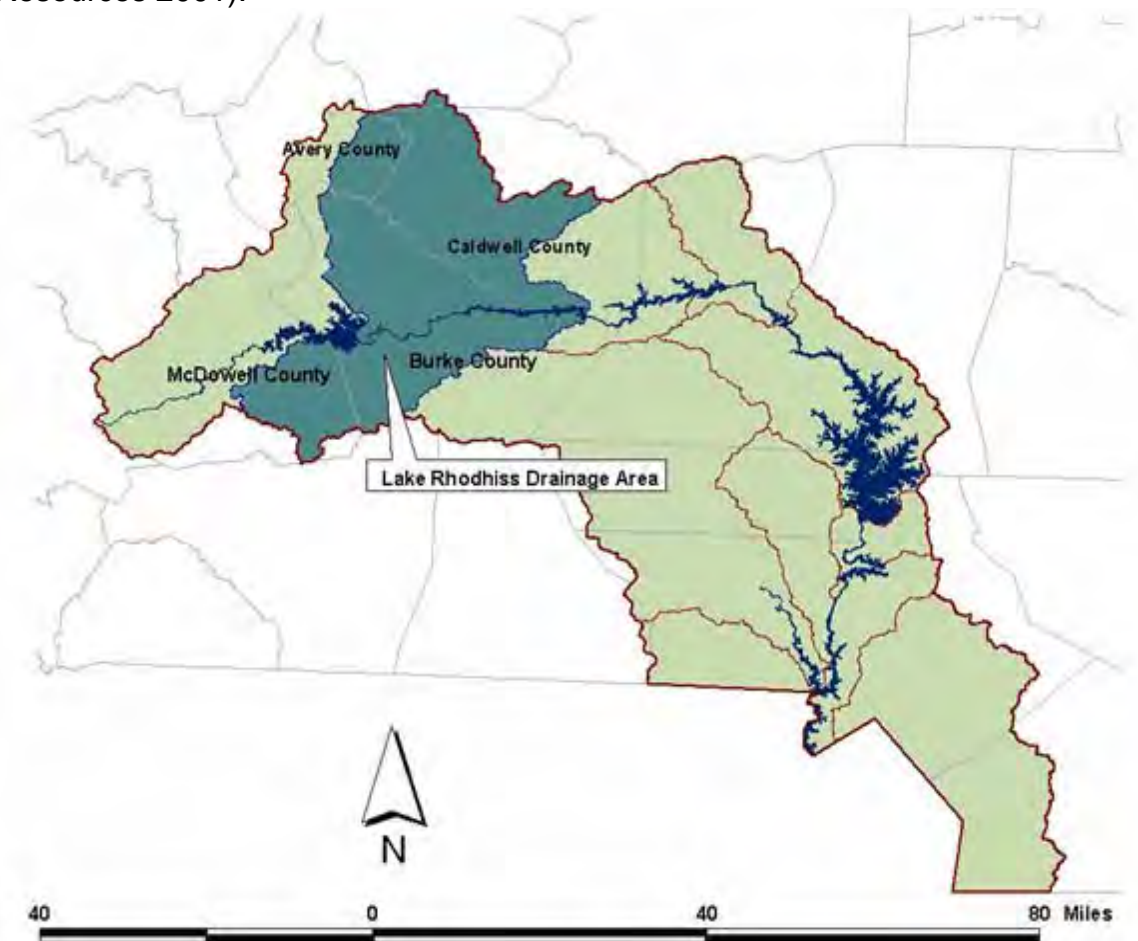 Avery County
Caldwell County
Burke County
McDowell County
Lake Rhodhiss Drainage Area
N
40 0 40 80 Miles